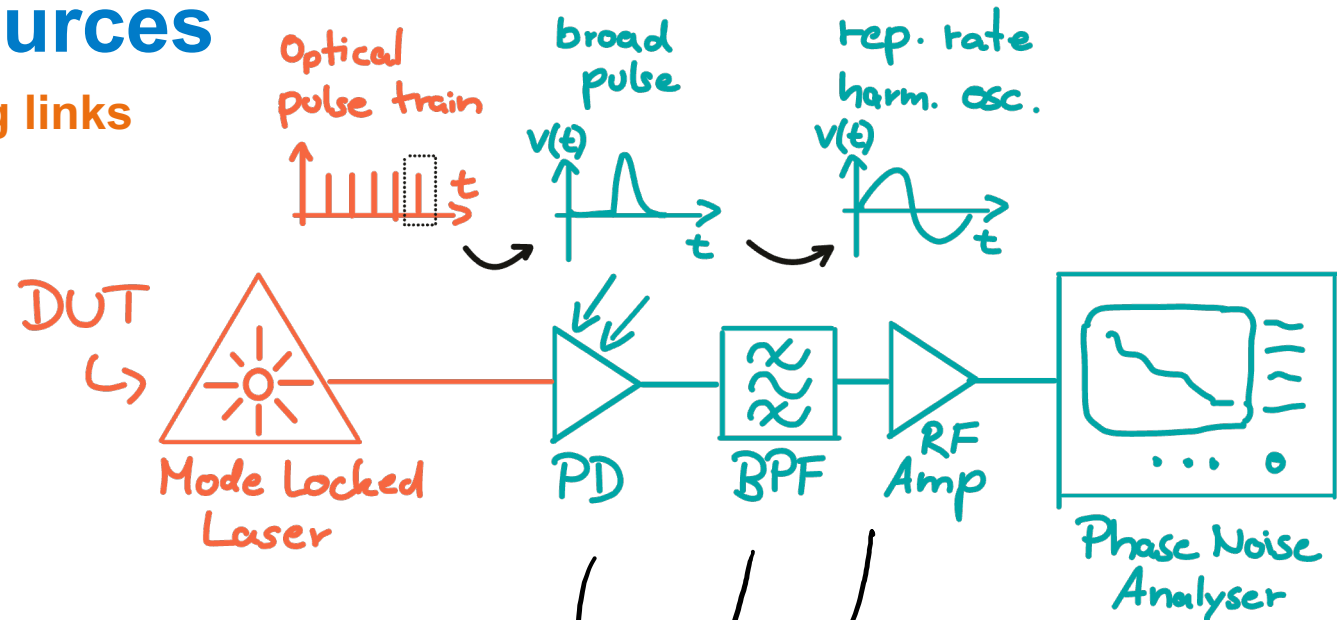 urces
g links
Optical
pulse train
t
broad
pulse
V(t)
t
rep. rate
harm. osc.
V(t)
t
DUT
Mode Locked
Laser
PD
BPF
RF
Amp
Phase Noise
Analyser